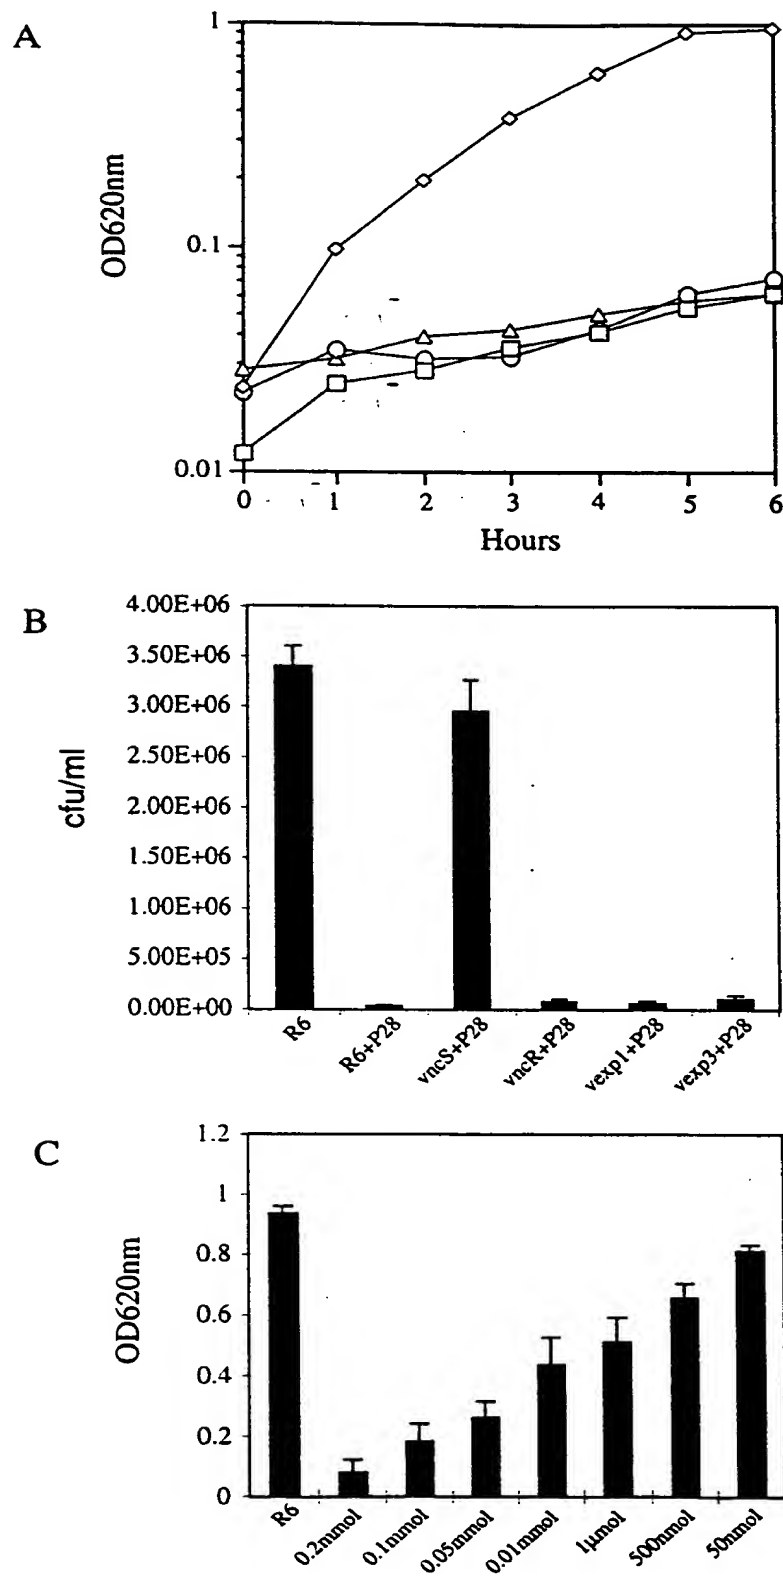 A
1
0.1
0.01
OD620nm
0 1 2 3 4 5 6
Hours
B
4.00E+06
3.50E+06
3.00E+06
2.50E+06
2.00E+06
1.50E+06
1.00E+06
5.00E+05
0.00E+00
cfu/ml
R6 R6+P28 vncS+P28 vncR+P28 vexp1+P28 vexp3+P28
C
1.2
1
0.8
0.6
0.4
0.2
0
OD620nm
R6 0.2mmol 0.1mmol 0.05mmol 0.01mmol 1µmol 500nmol 50nmol